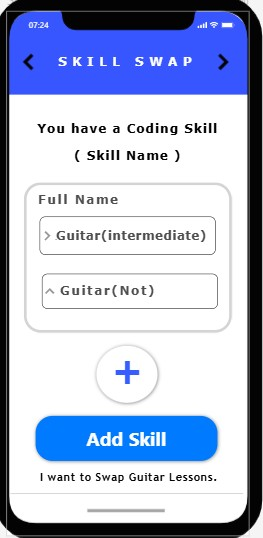 07:24
SKILL SWAP
You have a Coding Skill
( Skill Name )
Full Name
Guitar(intermediate)
Guitar(Not)
+
Add Skill
I want to Swap Guitar Lessons.